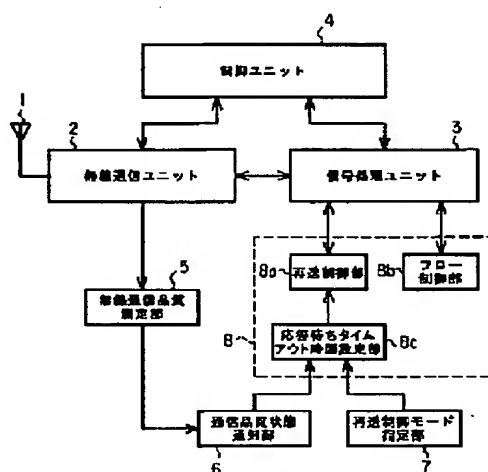 4
制御ユニット
1
2
3
無線通信ユニット
信号処理ユニット
5
8a
8b
無線通信品質
測定部
再送制御部
フロー
制御部
8
応答待ちタイム
アウト時間設定部
8c
通信品質状態
通知部
再送制御モード
指定部
6
7